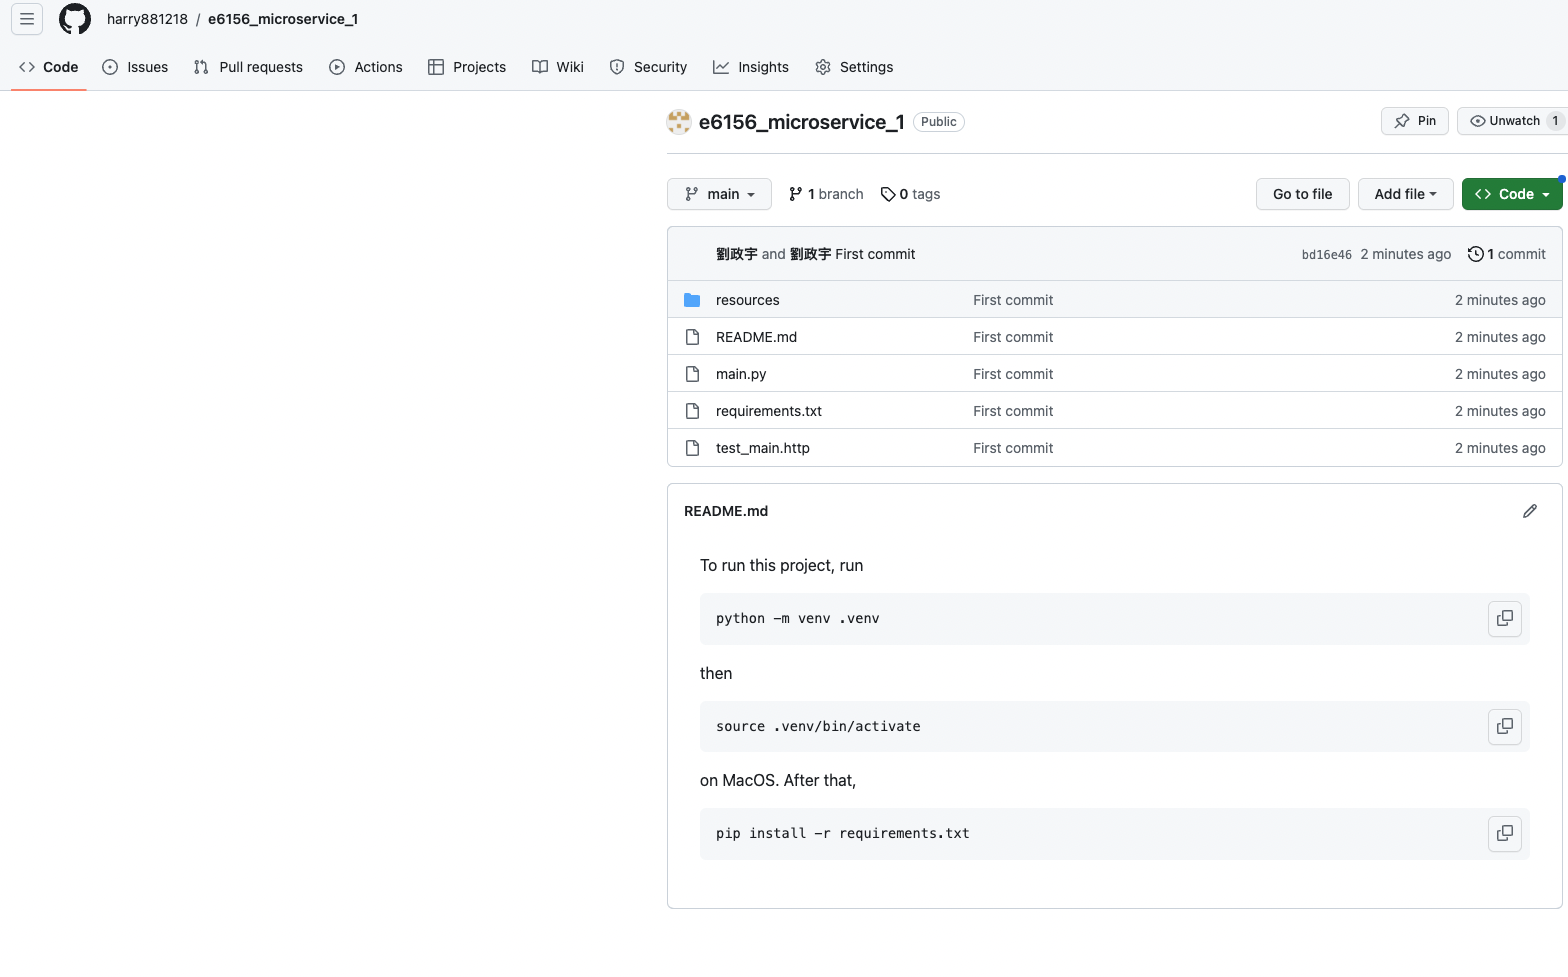 harry881218 / e6156_microservice_1
Code Issues Pull requests Actions Projects Wiki Security Insights Settings
e6156_microservice_1 Public Pin Unwatch 1
main 1 branch 0 tags Go to file Add file Code
劉政宇 and 劉政宇 First commit bd16e46 2 minutes ago 1 commit
resources First commit 2 minutes ago
README.md First commit 2 minutes ago
main.py First commit 2 minutes ago
requirements.txt First commit 2 minutes ago
test_main.http First commit 2 minutes ago
README.md
To run this project, run
python -m venv .venv
then
source .venv/bin/activate
on MacOS. After that,
pip install -r requirements.txt